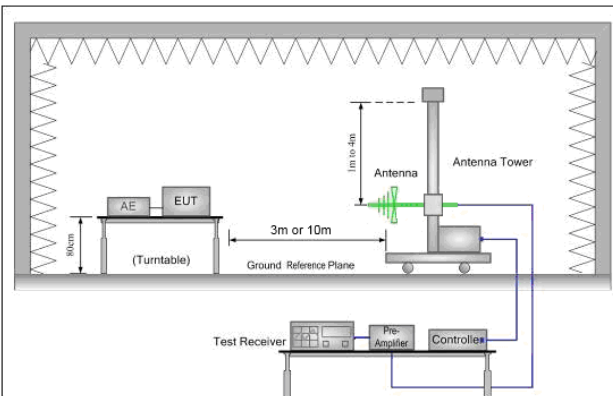 1m to 4m
Antenna
Antenna Tower
AE
EUT
80cm
(Turntable)
3m or 10m
Ground Reference Plane
Test Receiver
Pre-
Amplifier
Controller